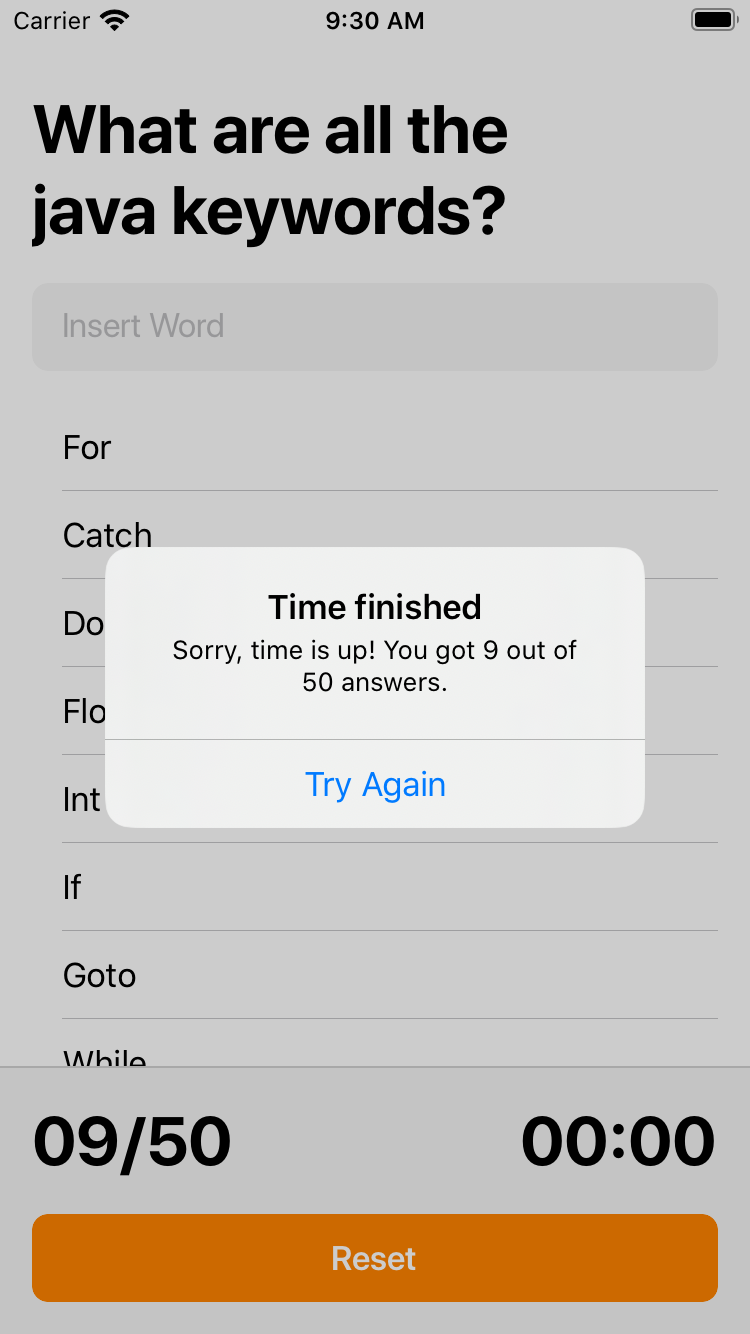 Carrier 9:30 AM
What are all the
java keywords?
Insert Word
For
Catch
Do
Flo
Int
If
Goto
While
Time finished
Sorry, time is up! You got 9 out of
50 answers.
Try Again
09/50 00:00
Reset